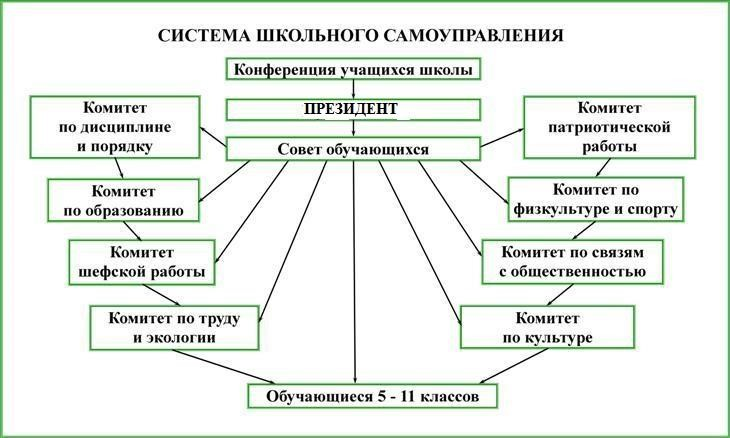 СИСТЕМА ШКОЛЬНОГО САМОУПРАВЛЕНИЯ
Конференция учащихся школы
ПРЕЗИДЕНТ
Совет обучающихся
Комитет
по дисциплине
и порядку
Комитет
патриотической
работы
Комитет
по образованию
Комитет по
физкультуре и спорту
Комитет
шефской работы
Комитет по связям
с общественностью
Комитет по труду
и экологии
Комитет
по культуре
Обучающиеся 5 - 11 классов